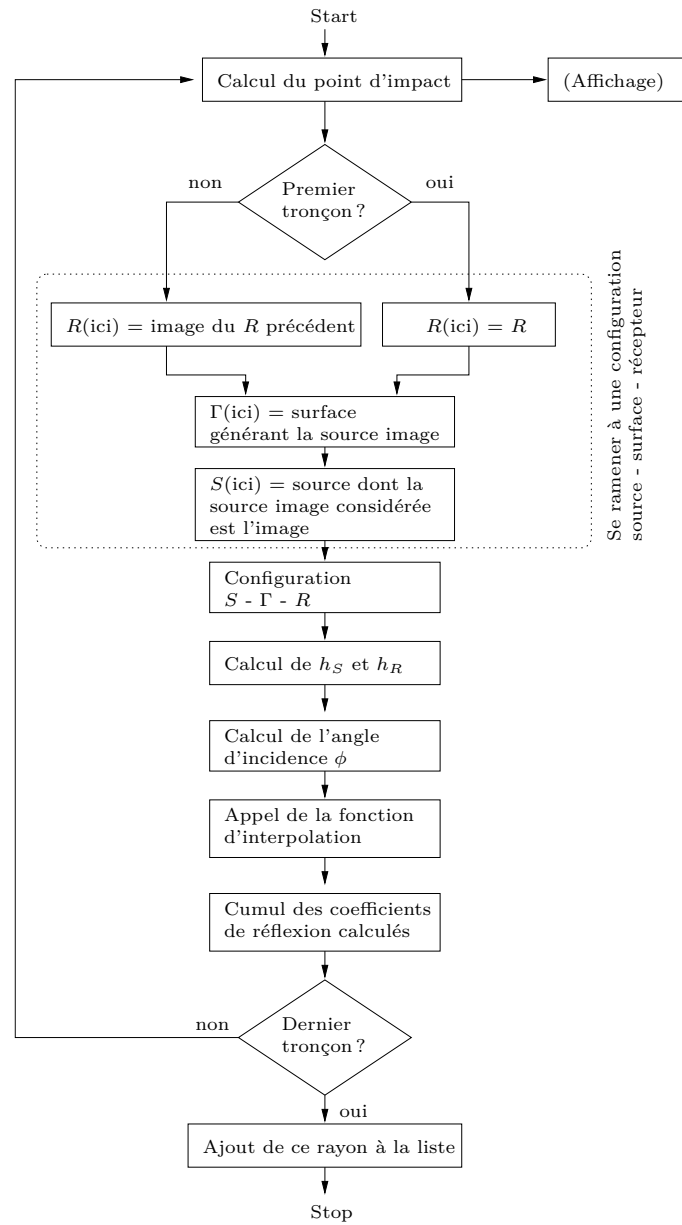 Start
Calcul du point d'impact
(Affichage)
non
Premier
tronçon ?
oui
R(ici) = image du R précédent
R(ici) = R
Γ(ici) = surface
générant la source image
S(ici) = source dont la
source image considérée
est l'image
Se ramener à une configuration
source - surface - récepteur
Configuration
S - Γ - R
Calcul de h_S et h_R
Calcul de l'angle
d'incidence ϕ
Appel de la fonction
d'interpolation
Cumul des coefficients
de réflexion calculés
non
Dernier
tronçon ?
oui
Ajout de ce rayon à la liste
Stop